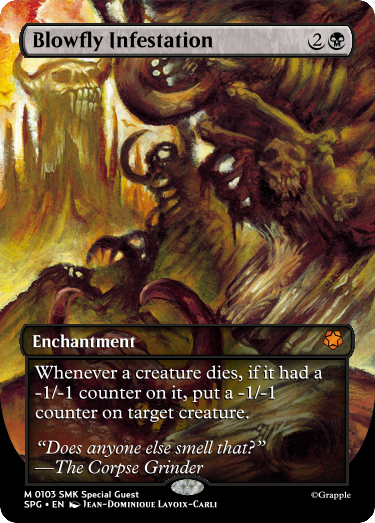 Blowfly Infestation 2
Enchantment
Whenever a creature dies, if it had a
-1/-1 counter on it, put a -1/-1
counter on target creature.
“Does anyone else smell that?”
—The Corpse Grinder
M 0103 SMK Special Guest
SPG • EN Jean-Dominique Lavoix-Carli
©Grapple